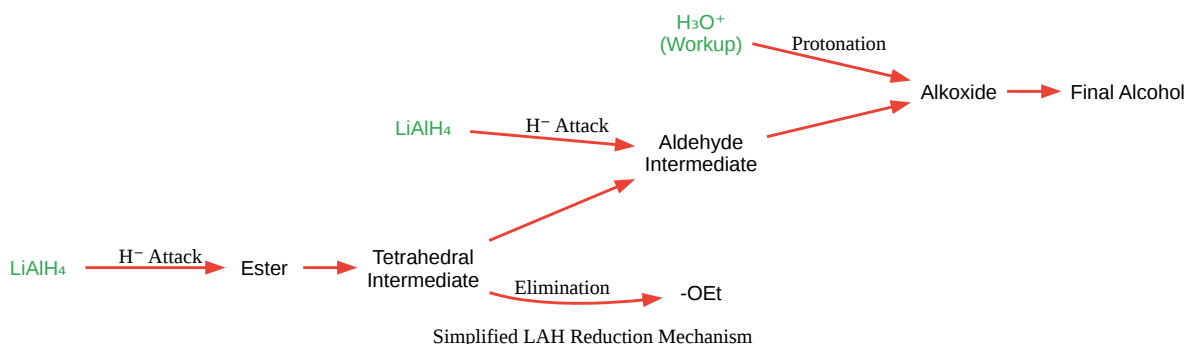 H₃O⁺
(Workup)
Protonation
Alkoxide
Final Alcohol
LiAlH₄
H⁻ Attack
Aldehyde
Intermediate
LiAlH₄
H⁻ Attack
Ester
Tetrahedral
Intermediate
Elimination
-OEt
Simplified LAH Reduction Mechanism